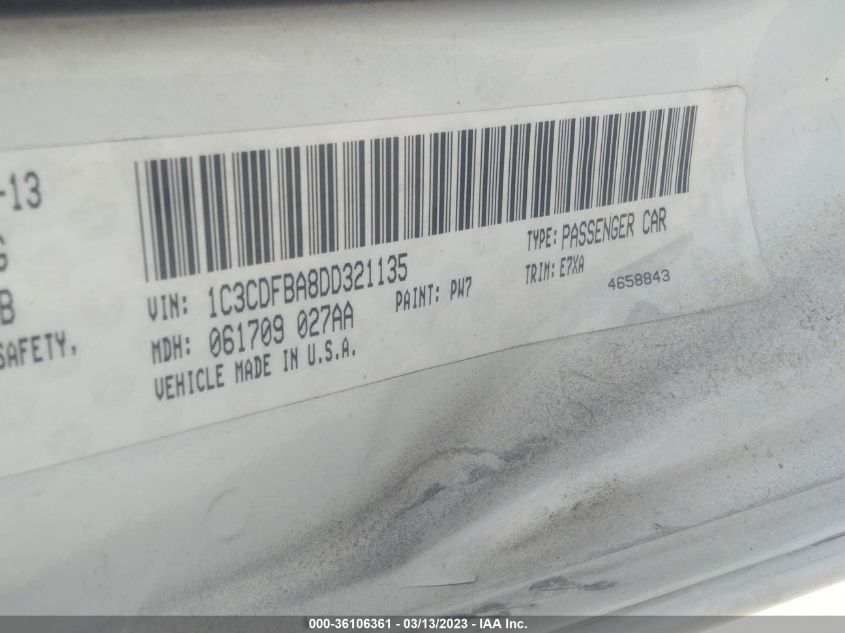 -13
G
B
SAFETY,
VIN: 1C3CDFBA8DD321135
TYPE: PASSENGER CAR
MDH: 061709 027AA
PAINT: PW7
TRIM: E7XA
4658843
VEHICLE MADE IN U.S.A.
000-36106361 - 03/13/2023 - IAA Inc.